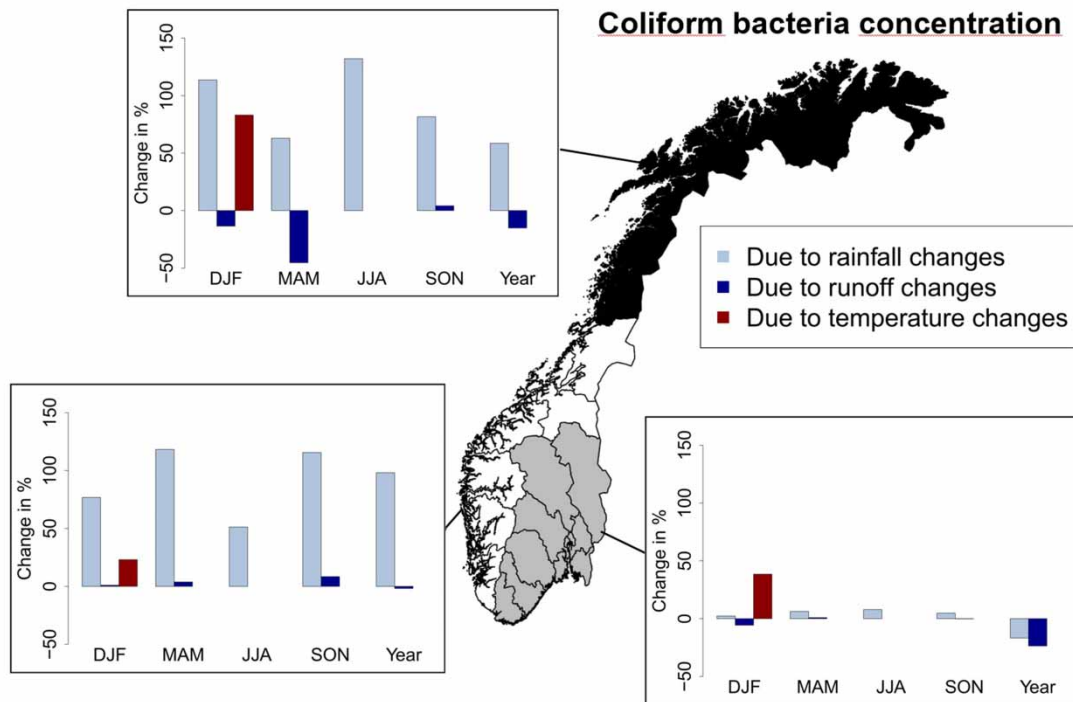 Coliform bacteria concentration
Change in %
150
100
50
0
−50
DJF MAM JJA SON Year
Due to rainfall changes
Due to runoff changes
Due to temperature changes
Change in %
150
100
50
0
−50
DJF MAM JJA SON Year
Change in %
150
100
50
0
−50
DJF MAM JJA SON Year